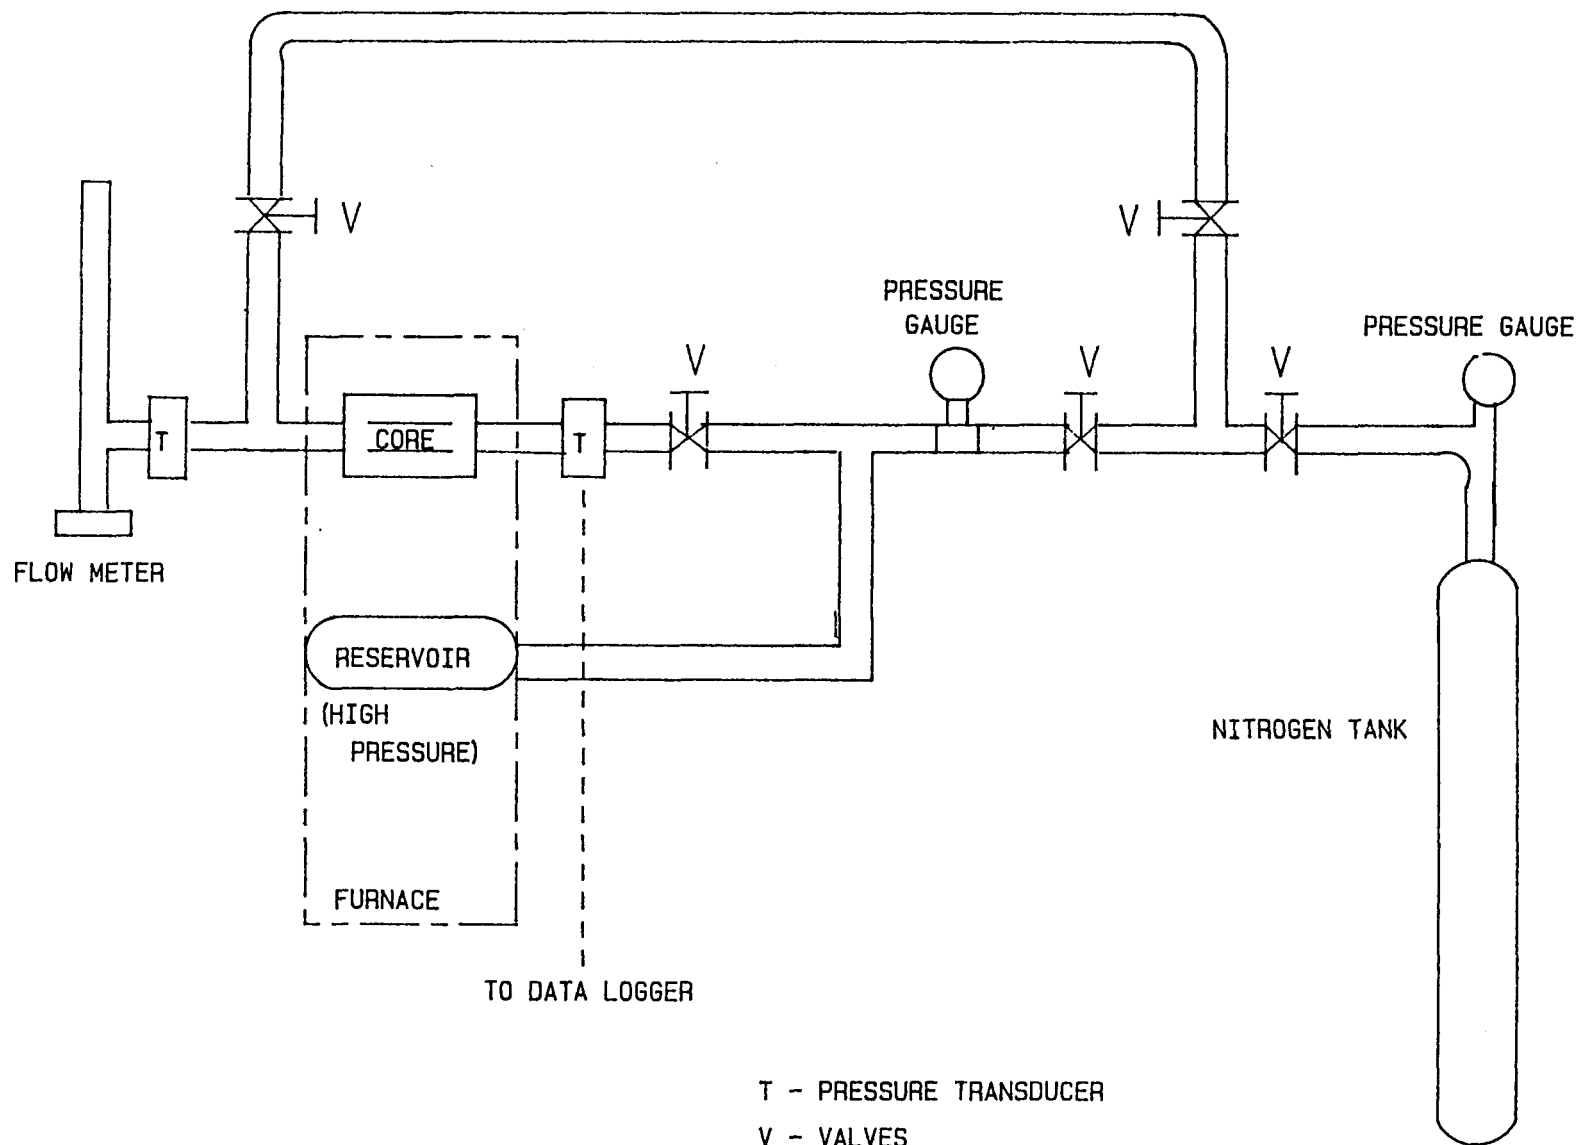 V
V
PRESSURE
GAUGE
PRESSURE GAUGE
V
V
V
T
CORE
T
FLOW METER
RESERVOIR
(HIGH
PRESSURE)
NITROGEN TANK
FURNACE
TO DATA LOGGER
T - PRESSURE TRANSDUCER
V - VALVES